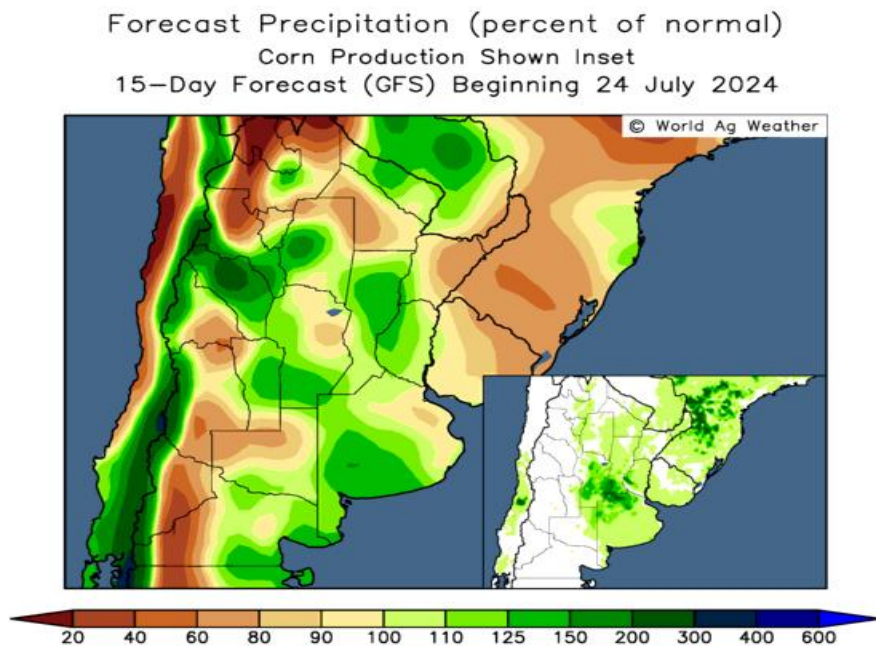 Forecast Precipitation (percent of normal)
Corn Production Shown Inset
15-Day Forecast (GFS) Beginning 24 July 2024
© World Ag Weather
20 40 60 80 90 100 110 125 150 200 300 400 600